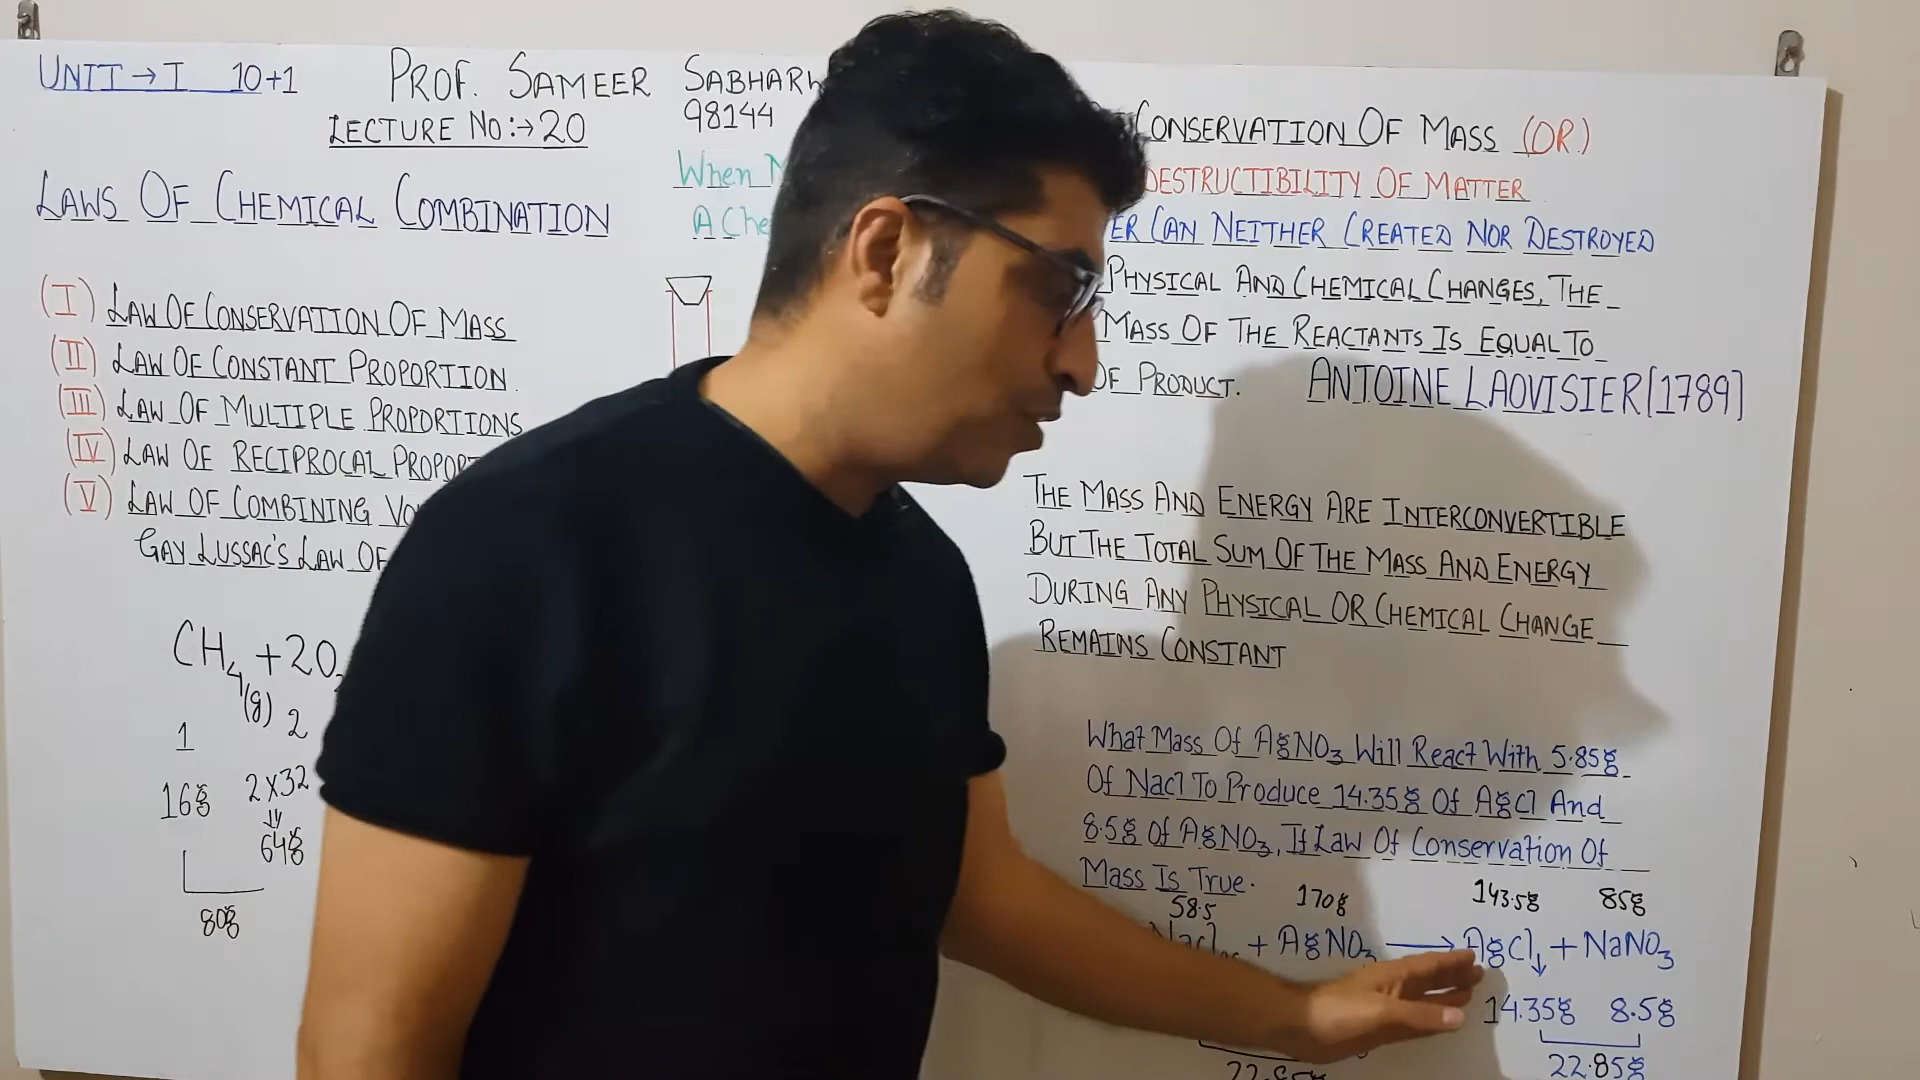 UNIT → I 10+1
PROF. SAMEER
LECTURE NO:→20
98144
LAWS OF CHEMICAL COMBINATION
When
A Che
(I) LAW OF CONSERVATION OF MASS
(II) LAW OF CONSTANT PROPORTION.
(III) LAW OF MULTIPLE PROPORTIONS
(IV) LAW OF RECIPROCAL
(V) LAW OF COMBINING
GAY LUSSAC'S LAW OF
CH4 + 2O2
(g)
1 2
16g 2×32
64g
80g
CONSERVATION OF MASS (OR)
DESTRUCTIBILITY OF MATTER
ER CAN NEITHER CREATED NOR DESTROYED
PHYSICAL AND CHEMICAL CHANGES, THE
MASS OF THE REACTANTS IS EQUAL TO
OF PRODUCT. ANTOINE LAOVISIER [1789]
THE MASS AND ENERGY ARE INTERCONVERTIBLE
BUT THE TOTAL SUM OF THE MASS AND ENERGY
DURING ANY PHYSICAL OR CHEMICAL CHANGE
REMAINS CONSTANT
What Mass Of AgNO3 Will React With 5.85g
Of Nacl To Produce 14.35g Of AgCl And
8.5g Of AgNO3, If Law Of Conservation Of
Mass Is True.
58.5 170g 143.5g 85g
Nacl + AgNO3 → AgCl↓ + NaNO3
14.35g 8.5g
22.85g